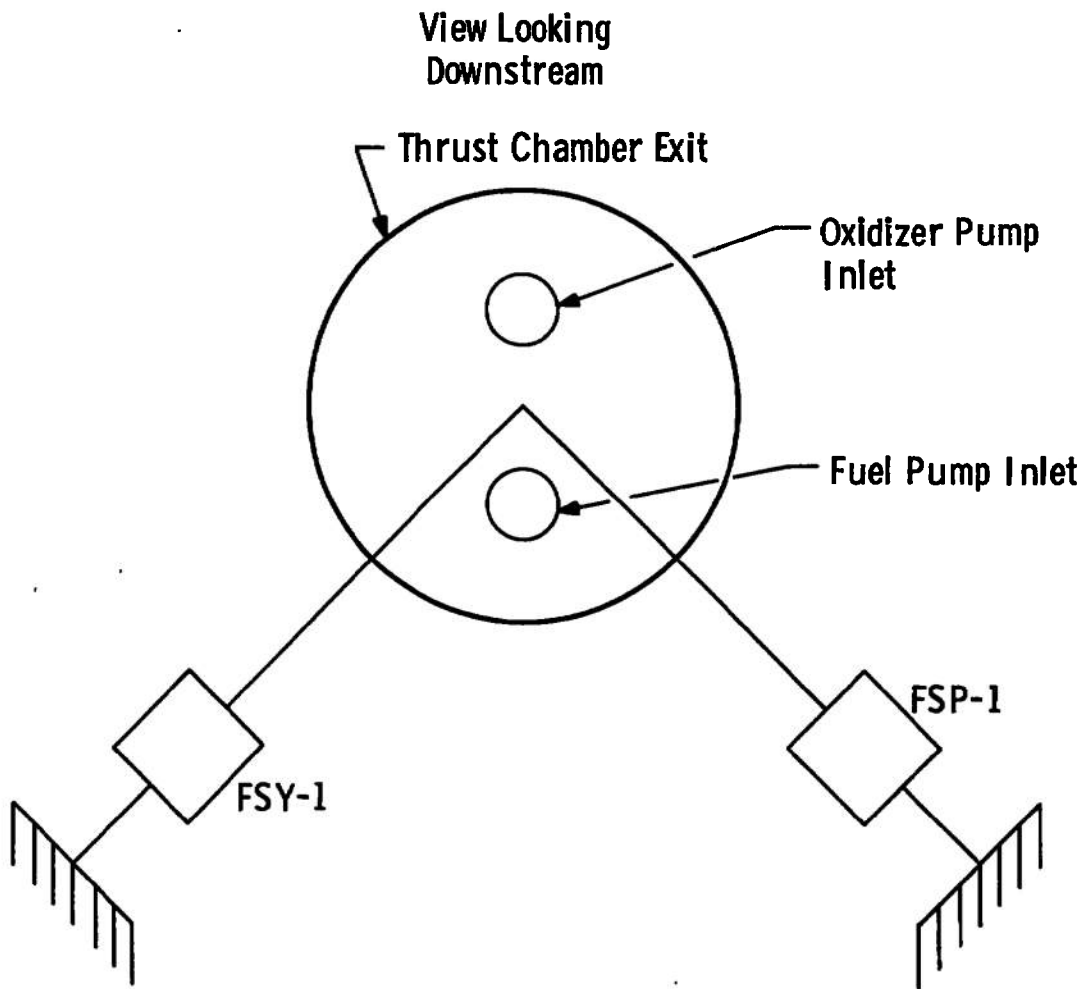 View Looking
Downstream
Thrust Chamber Exit
Oxidizer Pump
Inlet
Fuel Pump Inlet
FSP-1
FSY-1